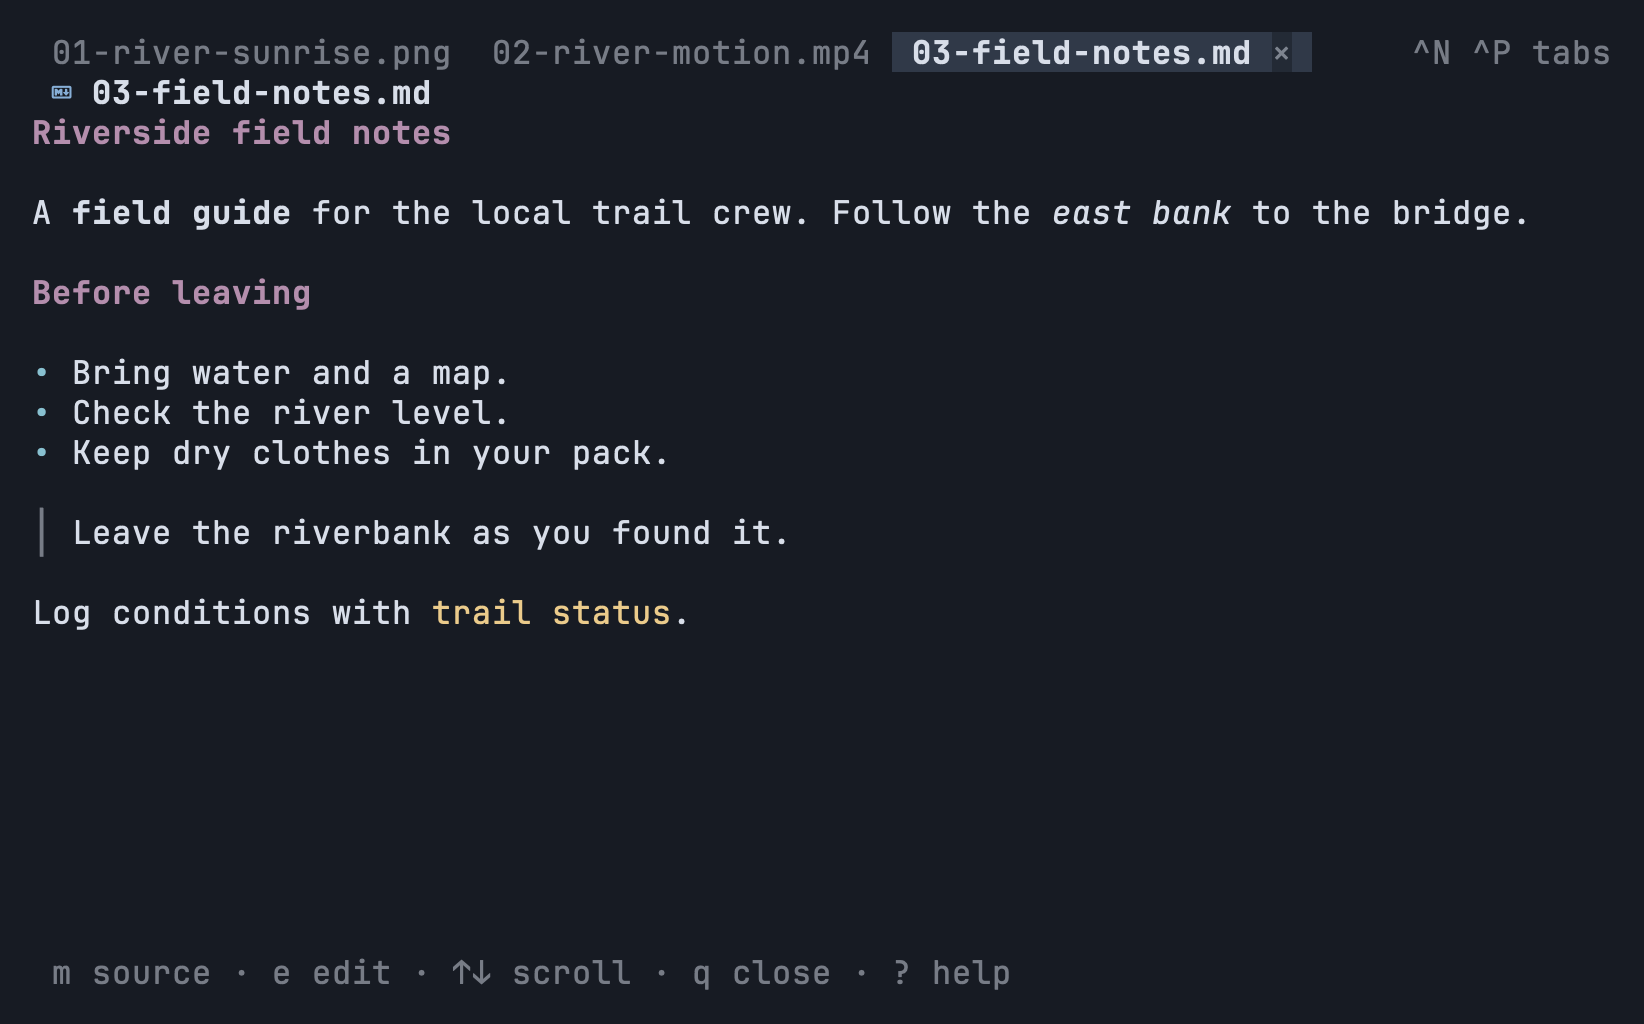 01-river-sunrise.png 02-river-motion.mp4 03-field-notes.md × ^N ^P tabs
M↓ 03-field-notes.md
Riverside field notes
A field guide for the local trail crew. Follow the east bank to the bridge.
Before leaving
• Bring water and a map.
• Check the river level.
• Keep dry clothes in your pack.
Leave the riverbank as you found it.
Log conditions with trail status.
m source · e edit · ↑↓ scroll · q close · ? help